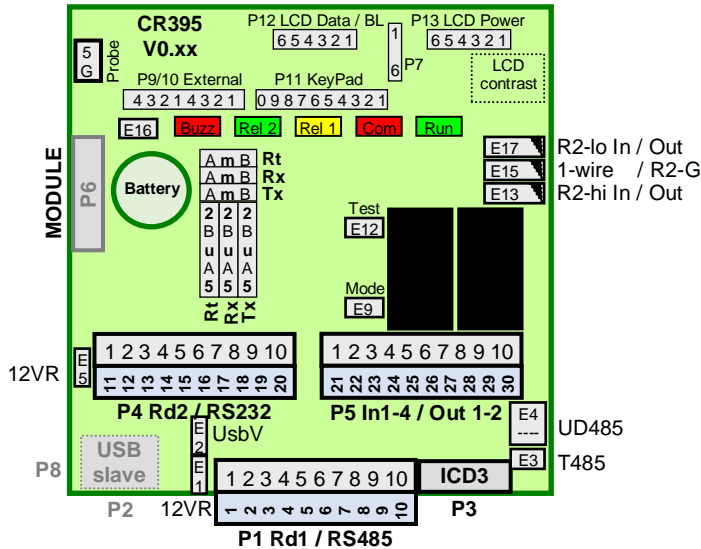 CR395
V0.xx
P12 LCD Data / BL
P13 LCD Power
6 5 4 3 2 1
1
6
P7
6 5 4 3 2 1
5
G
Probe
LCD
contrast
P9/10 External
P11 KeyPad
4 3 2 1 4 3 2 1
0 9 8 7 6 5 4 3 2 1
E16
Buzz
Rel 2
Rel 1
Com
Run
E17
R2-lo In / Out
E15
1-wire / R2-G
E13
R2-hi In / Out
MODULE
P6
Battery
A m B Rt
A m B Rx
A m B Tx
2 2 2
B B B
u u u
A A A
5 5 5
Rt
Rx
Tx
Test
E12
Mode
E9
12VR
E
5
1 2 3 4 5 6 7 8 9 10
11 12 13 14 15 16 17 18 19 20
P4 Rd2 / RS232
1 2 3 4 5 6 7 8 9 10
21 22 23 24 25 26 27 28 29 30
P5 In1-4 / Out 1-2
E4
----
UD485
E3
T485
P8
USB
slave
P2
E
2
UsbV
E
1
12VR
1 2 3 4 5 6 7 8 9 10
1 2 3 4 5 6 7 8 9 10
P1 Rd1 / RS485
ICD3
P3